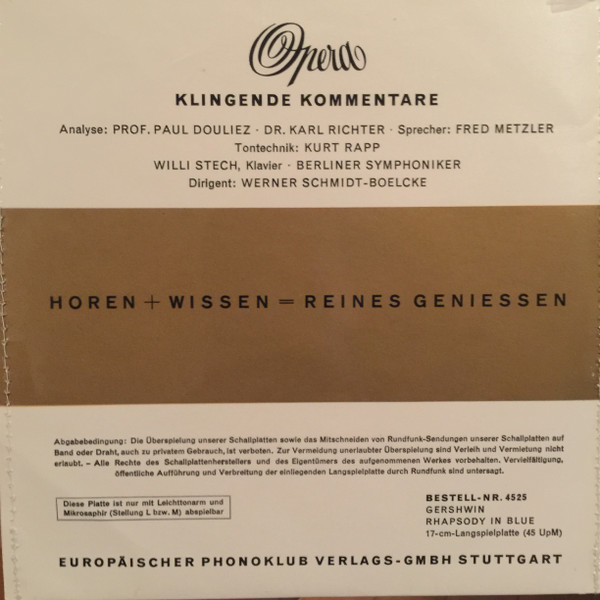 Opera
KLINGENDE KOMMENTARE
Analyse: PROF. PAUL DOULIEZ · DR. KARL RICHTER · Sprecher: FRED METZLER
Tontechnik: KURT RAPP
WILLI STECH, Klavier · BERLINER SYMPHONIKER
Dirigent: WERNER SCHMIDT-BOELCKE
HOREN + WISSEN = REINES GENIESSEN
Abgabebedingung: Die Überspielung unserer Schallplatten sowie das Mitschneiden von Rundfunk-Sendungen unserer Schallplatten auf
Band oder Draht, auch zu privatem Gebrauch, ist verboten. Zur Vermeidung unerlaubter Überspielung sind Verleih und Vermietung nicht
erlaubt. – Alle Rechte des Schallplattenherstellers und des Eigentümers des aufgenommenen Werkes vorbehalten. Vervielfältigung,
öffentliche Aufführung und Verbreitung der einliegenden Langspielplatte durch Rundfunk sind untersagt.
Diese Platte ist nur mit Leichttonarm und
Mikrosaphir (Stellung L bzw. M) abspielbar
BESTELL-NR. 4525
GERSHWIN
RHAPSODY IN BLUE
17-cm-Langspielplatte (45 UpM)
EUROPÄISCHER PHONOKLUB VERLAGS-GMBH STUTTGART